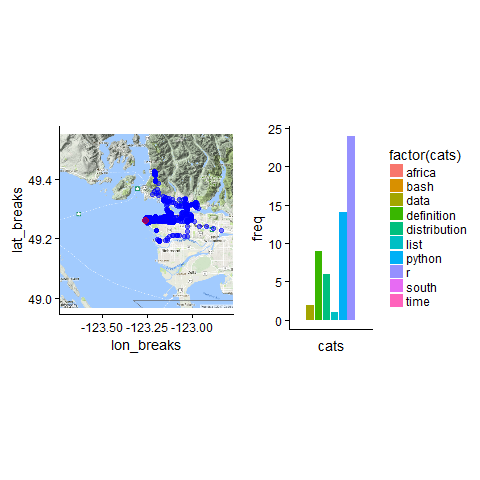 lat_breaks
49.4
49.2
49.0
-123.50 -123.25 -123.00
lon_breaks
freq
25
20
15
10
5
0
cats
factor(cats)
africa
bash
data
definition
distribution
list
python
r
south
time